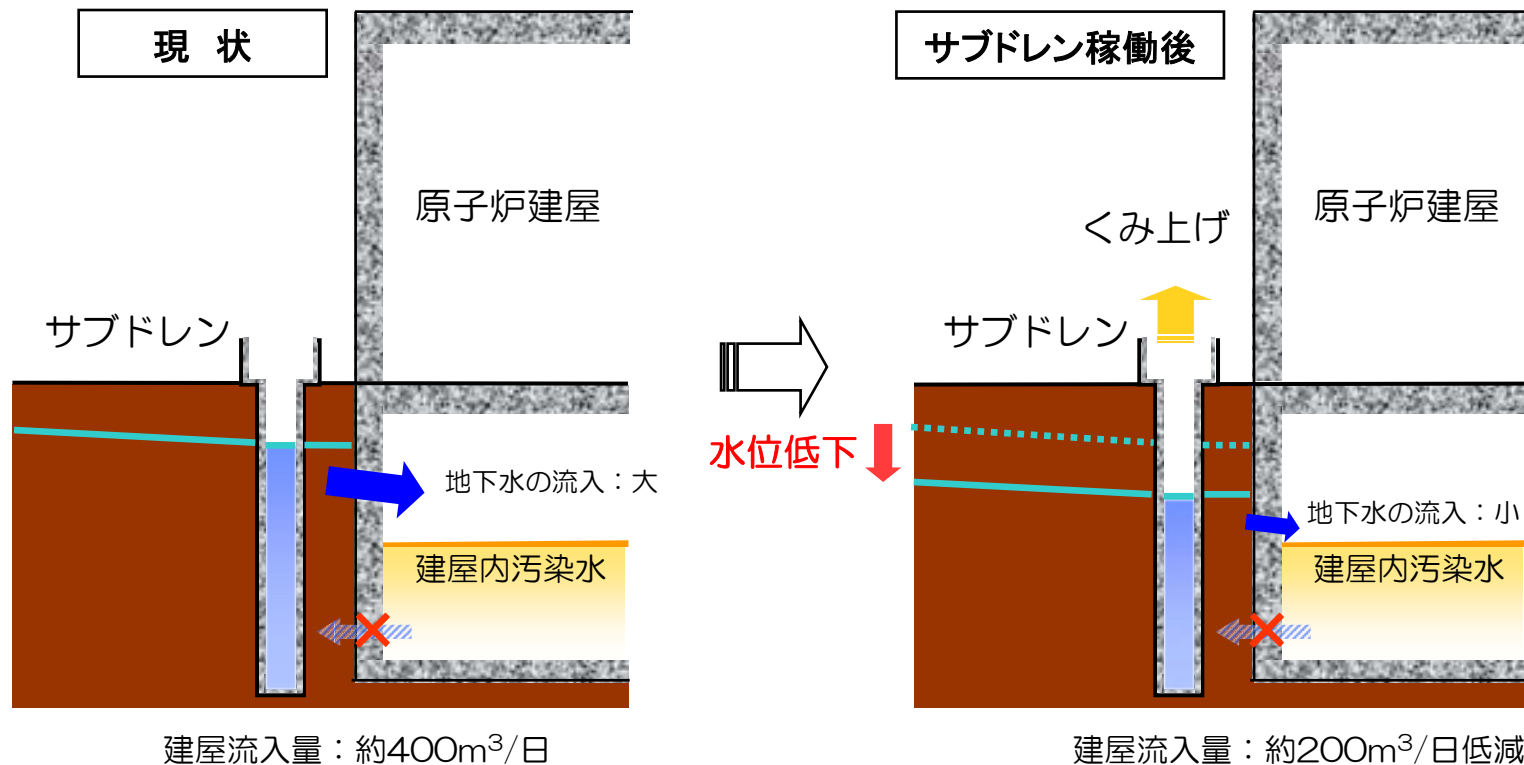 現 状
原子炉建屋
サブドレン
地下水の流入：大
建屋内汚染水
建屋流入量：約400m³/日
サブドレン稼働後
原子炉建屋
くみ上げ
サブドレン
水位低下
地下水の流入：小
建屋内汚染水
建屋流入量：約200m³/日低減